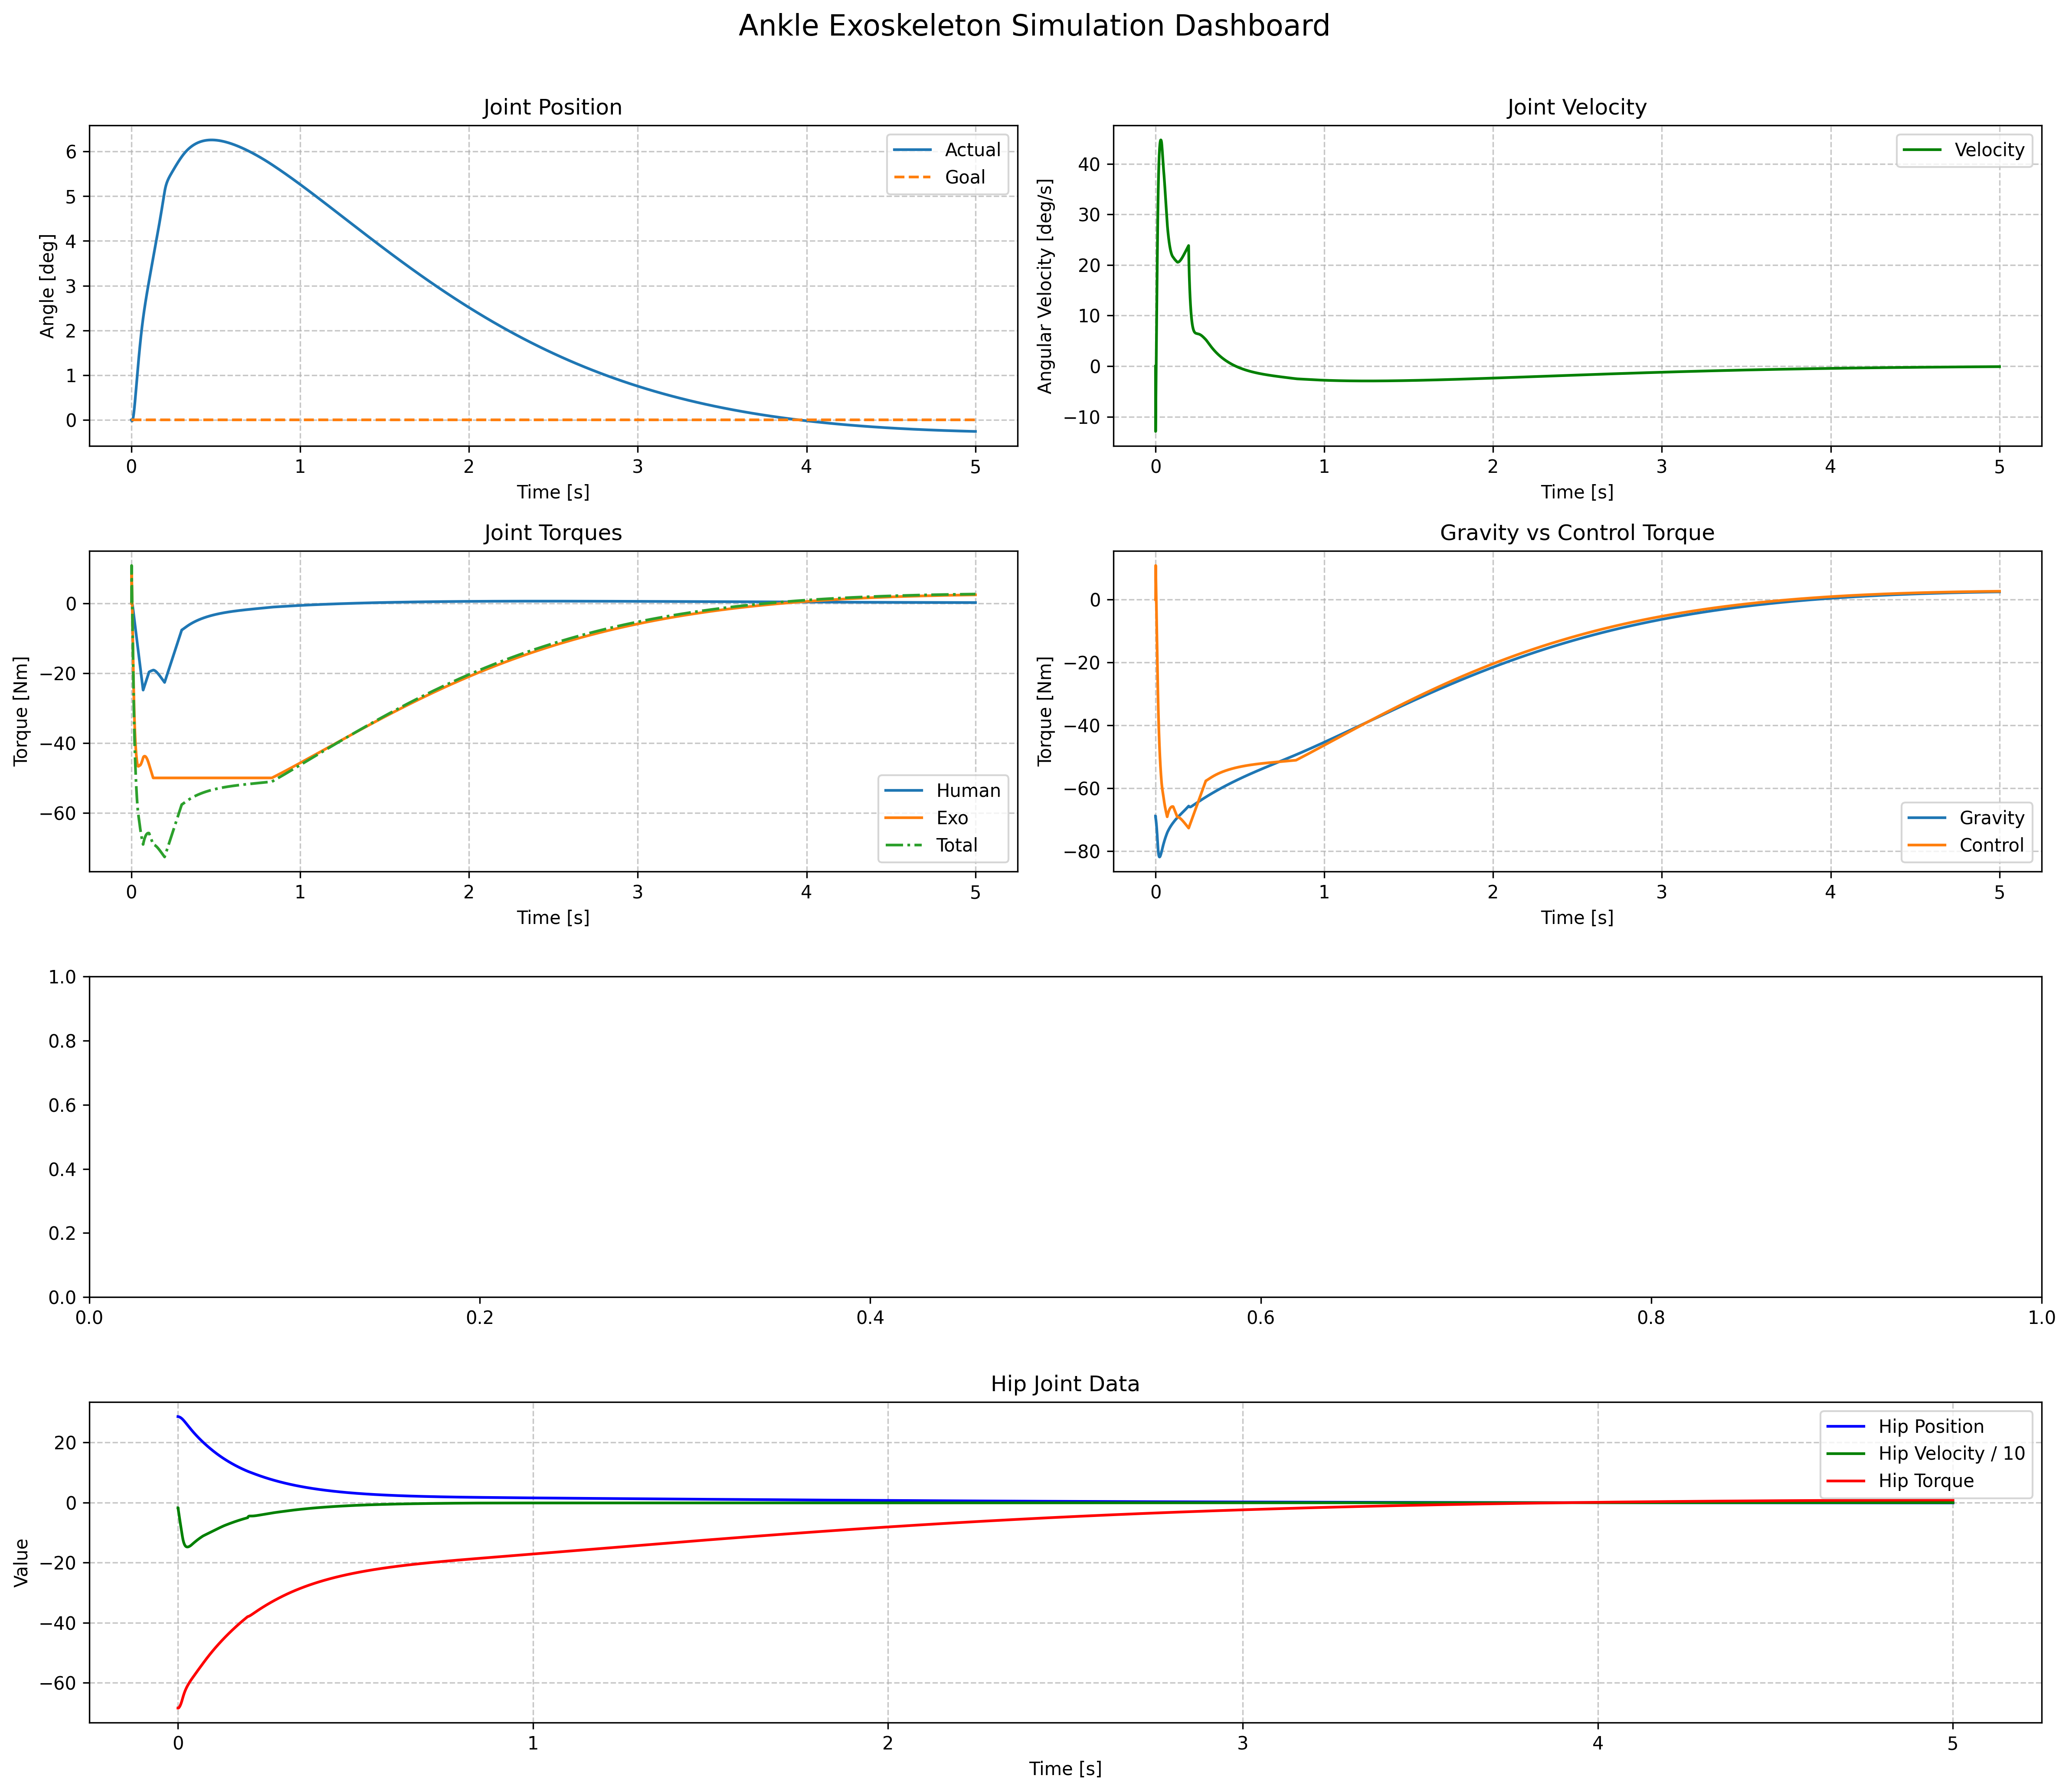 Ankle Exoskeleton Simulation Dashboard
Joint Position
Angle [deg]
6
5
4
3
2
1
0
0 1 2 3 4 5
Time [s]
Actual
Goal
Joint Velocity
Angular Velocity [deg/s]
40
30
20
10
0
−10
0 1 2 3 4 5
Time [s]
Velocity
Joint Torques
Torque [Nm]
0
−20
−40
−60
0 1 2 3 4 5
Time [s]
Human
Exo
Total
Gravity vs Control Torque
Torque [Nm]
0
−20
−40
−60
−80
0 1 2 3 4 5
Time [s]
Gravity
Control
1.0
0.8
0.6
0.4
0.2
0.0
0.0 0.2 0.4 0.6 0.8 1.0
Hip Joint Data
Value
20
0
−20
−40
−60
0 1 2 3 4 5
Time [s]
Hip Position
Hip Velocity / 10
Hip Torque